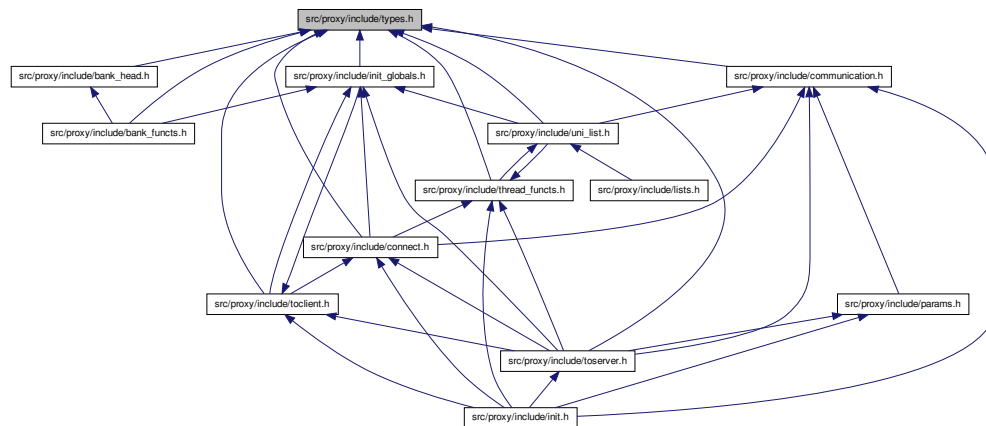 src/proxy/include/types.h
src/proxy/include/bank_head.h
src/proxy/include/init_globals.h
src/proxy/include/communication.h
src/proxy/include/bank_functs.h
src/proxy/include/uni_list.h
src/proxy/include/thread_functs.h
src/proxy/include/lists.h
src/proxy/include/connect.h
src/proxy/include/toclient.h
src/proxy/include/params.h
src/proxy/include/toserver.h
src/proxy/include/init.h